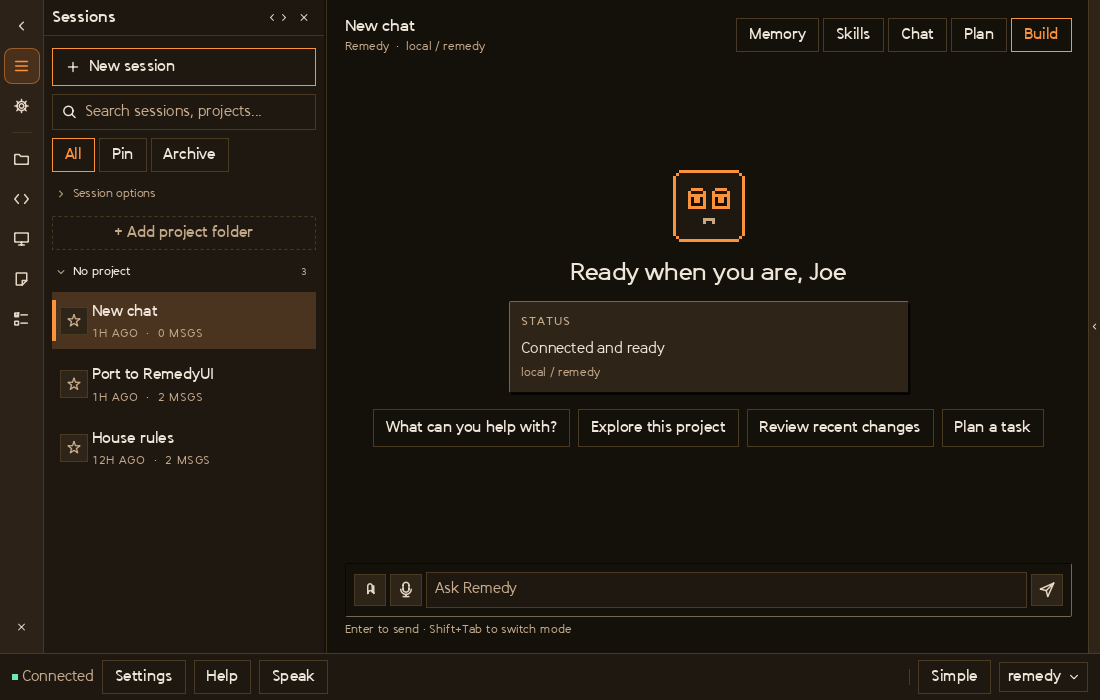 Sessions
New session
Search sessions, projects...
All
Pin
Archive
Session options
+ Add project folder
No project
3
New chat
1H AGO · 0 MSGS
Port to RemedyUI
1H AGO · 2 MSGS
House rules
12H AGO · 2 MSGS
New chat
Remedy · local / remedy
Memory
Skills
Chat
Plan
Build
Ready when you are, Joe
STATUS
Connected and ready
local / remedy
What can you help with?
Explore this project
Review recent changes
Plan a task
Ask Remedy
Enter to send · Shift+Tab to switch mode
Connected
Settings
Help
Speak
Simple
remedy